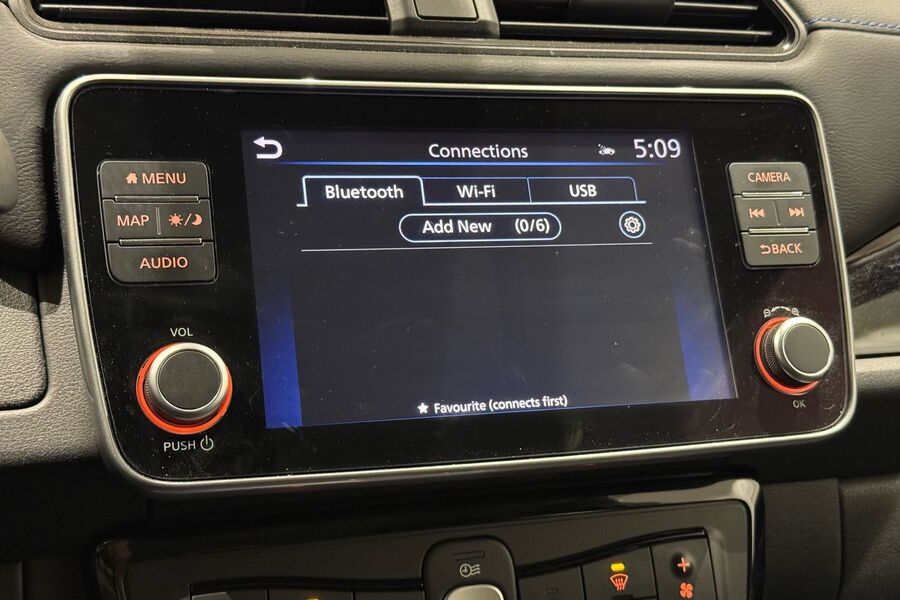 Connections 5:09
Bluetooth Wi-Fi USB
Add New (0/6)
Favourite (connects first)
MENU
MAP
AUDIO
VOL
PUSH
CAMERA
BACK
OK